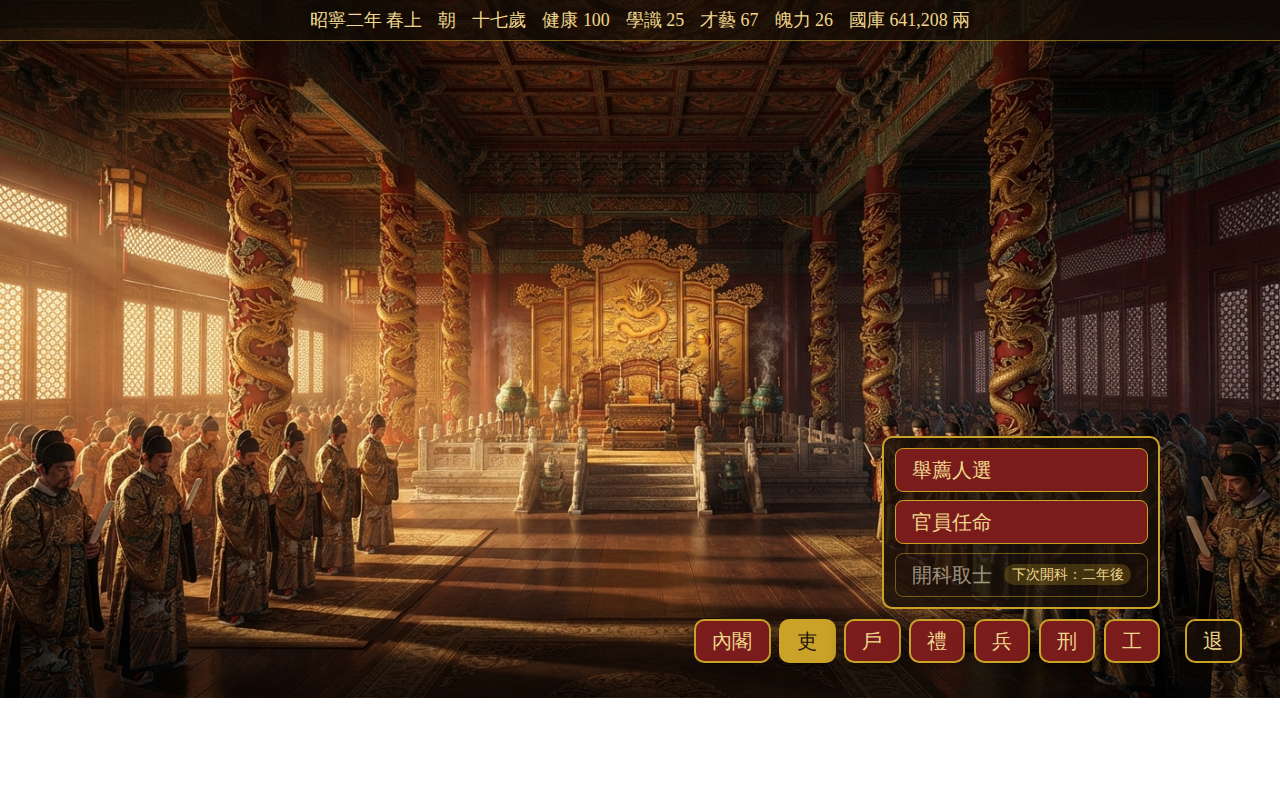 昭寧二年 春上 朝 十七歲 健康 100 學識 25 才藝 67 魄力 26 國庫 641,208 兩
舉薦人選
官員任命
開科取士 下次開科：二年後
內閣 吏 戶 禮 兵 刑 工 退